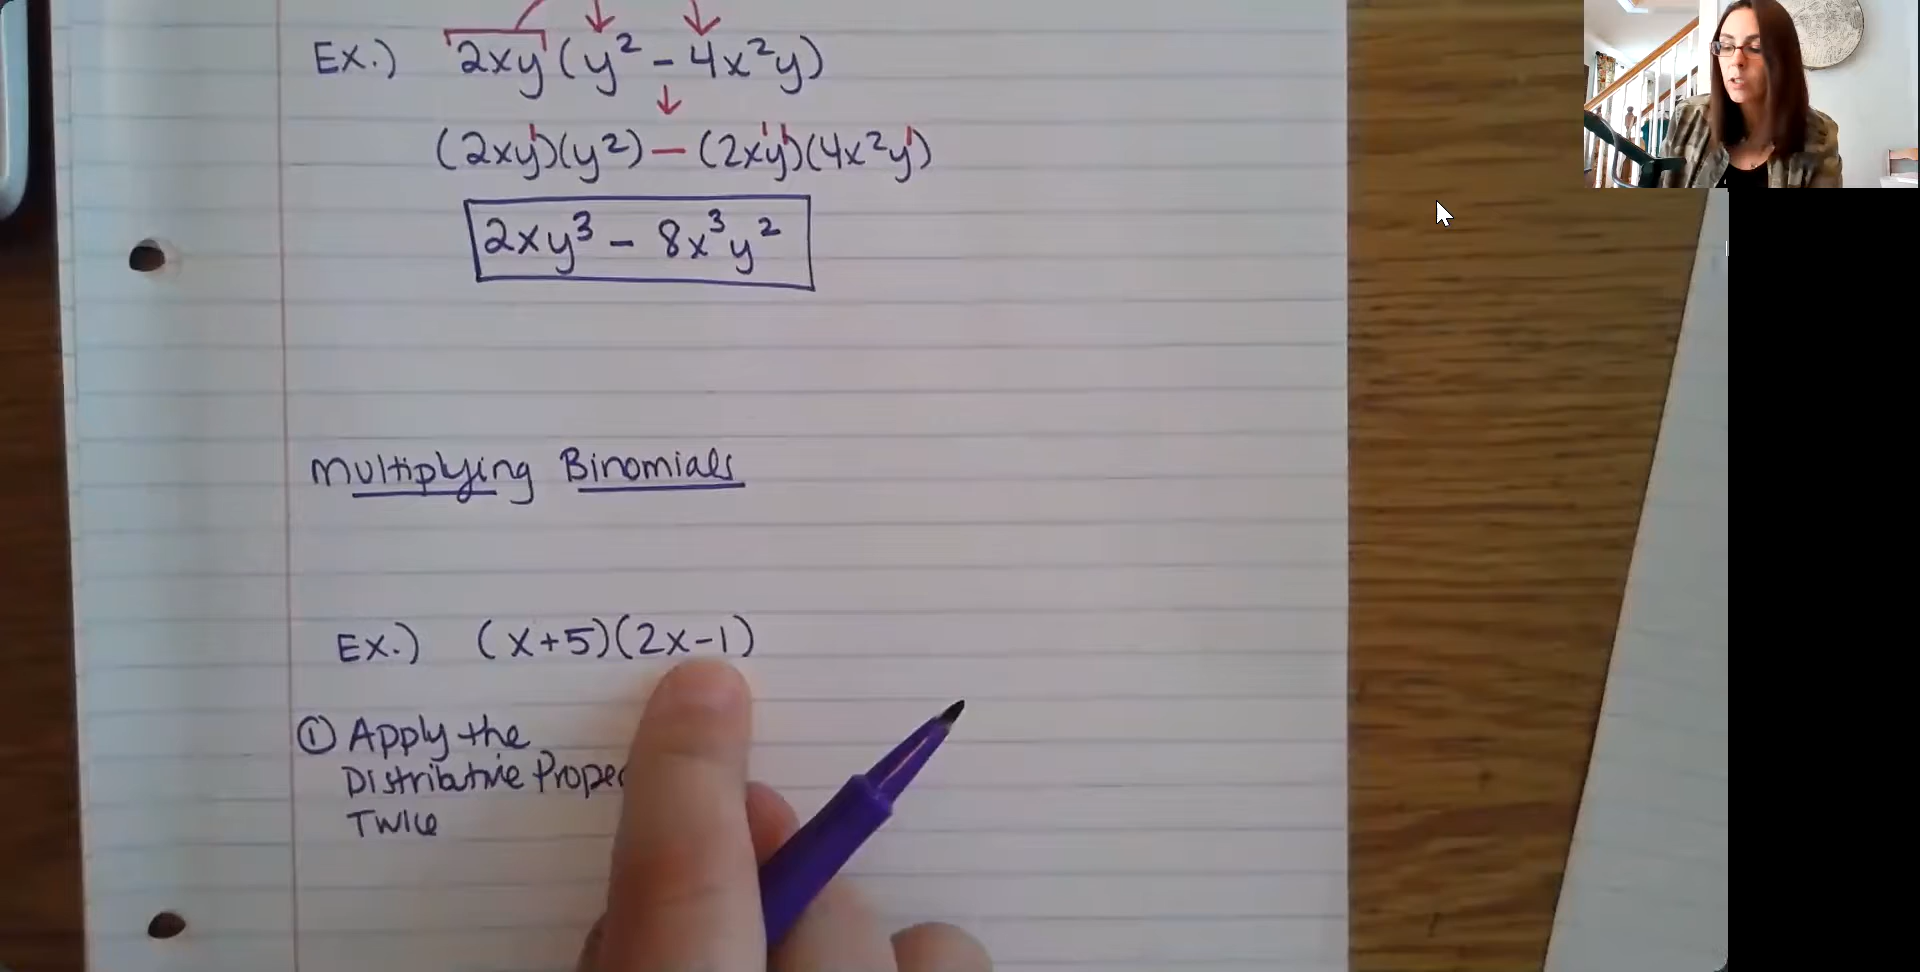 Ex.) 2xy(y² - 4x²y)
(2xy)(y²) - (2xy)(4x²y)
2xy³ - 8x³y²
Multiplying Binomials
Ex.) (x+5)(2x-1)
① Apply the
Distributive
Twice